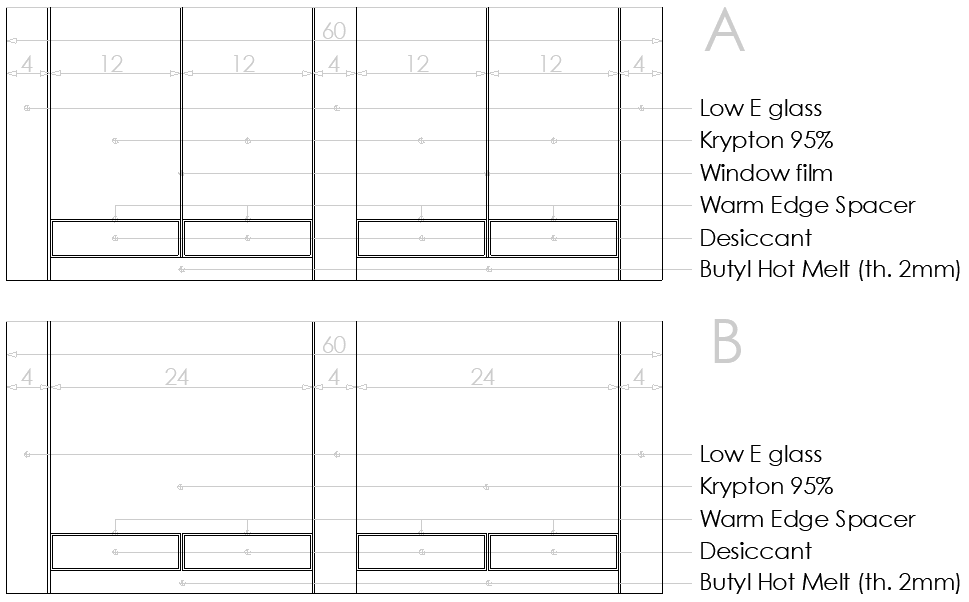 A
60
4 12 12 4 12 12 4
Low E glass
Krypton 95%
Window film
Warm Edge Spacer
Desiccant
Butyl Hot Melt (th. 2mm)
B
60
4 24 4 24 4
Low E glass
Krypton 95%
Warm Edge Spacer
Desiccant
Butyl Hot Melt (th. 2mm)